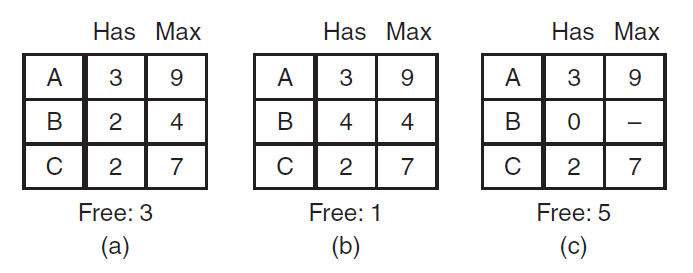 Has Max Has Max Has Max
A 3 9 A 3 9 A 3 9
B 2 4 B 4 4 B 0 –
C 2 7 C 2 7 C 2 7
Free: 3 Free: 1 Free: 5
(a) (b) (c)